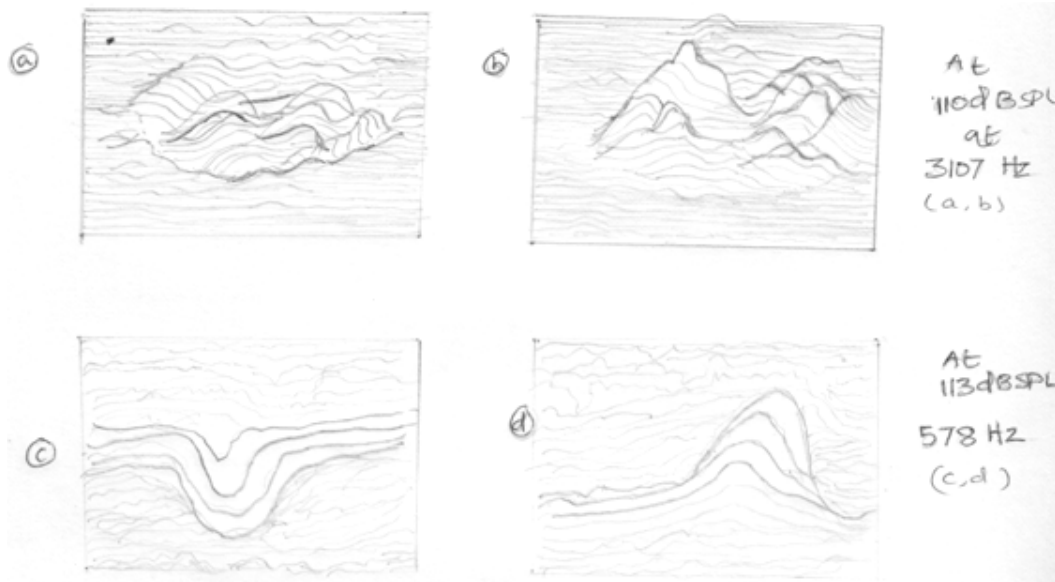 a
b
At
110dBSPL
at
3107 Hz
(a,b)
c
d
At
113dBSPL
578 Hz
(c,d)